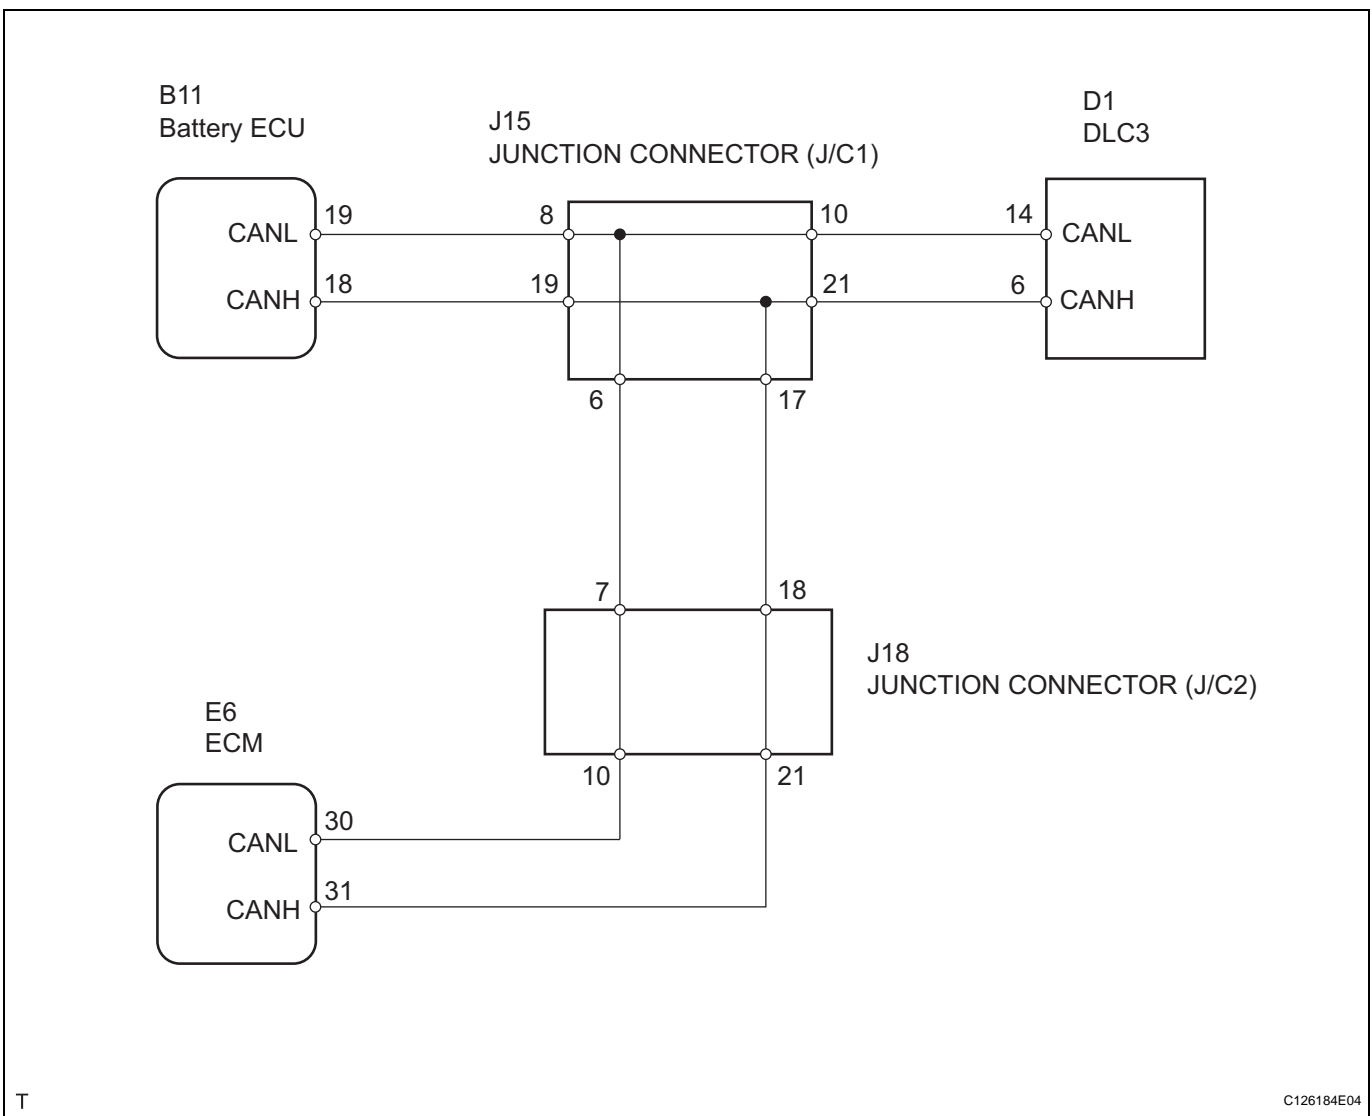 B11
Battery ECU
J15
JUNCTION CONNECTOR (J/C1)
D1
DLC3
CANL 19 8 10 14 CANL
CANH 18 19 21 6 CANH
6 17
7 18
J18
JUNCTION CONNECTOR (J/C2)
E6
ECM
10 21
CANL 30
CANH 31
T
C126184E04